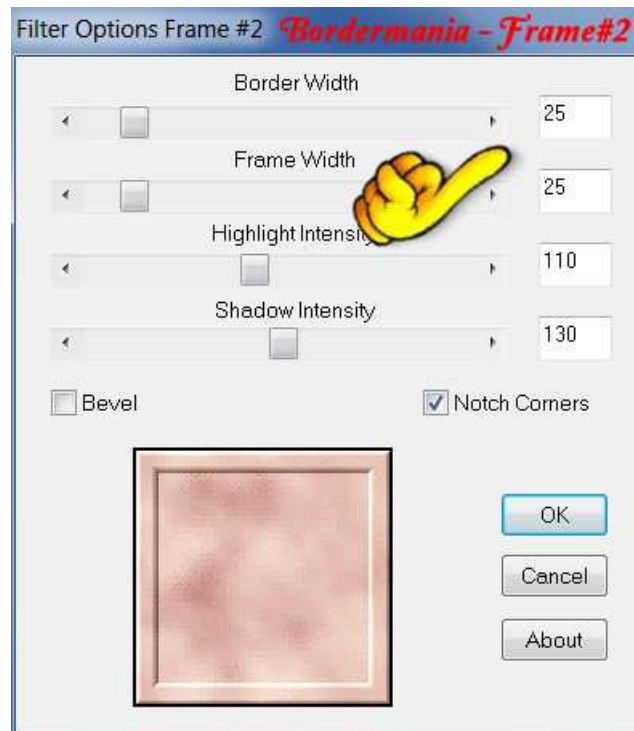 Filter Options Frame #2 Bordermania - Frame#2
Border Width
25
Frame Width
25
Highlight Intensity
110
Shadow Intensity
130
Bevel Notch Corners
OK
Cancel
About